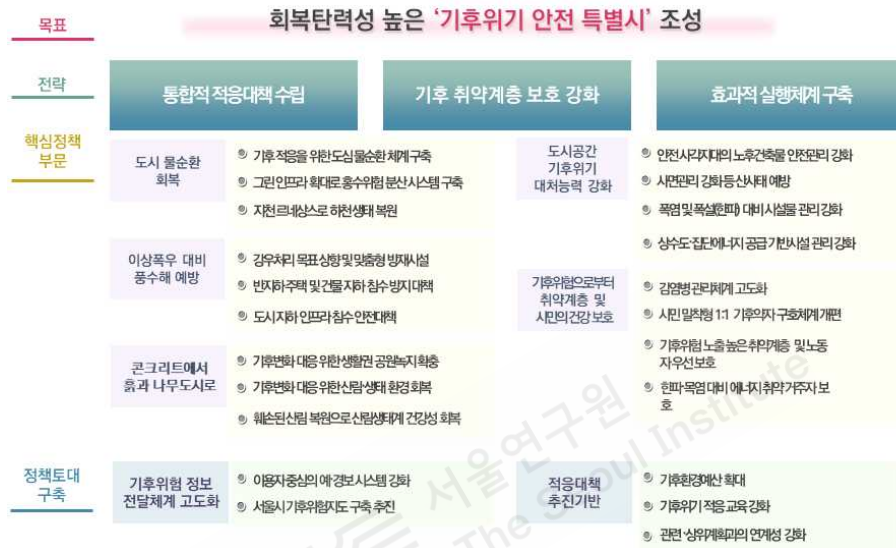 목표
회복탄력성 높은 ‘기후위기 안전 특별시’ 조성
전략
통합적 적응대책 수립
기후 취약계층 보호 강화
효과적 실행체계 구축
핵심정책
부문
도시 물순환
회복
기후 적응을 위한 도심 물순환 체계 구축
그린 인프라 확대로 홍수위험 분산 시스템 구축
지천 르네상스로 하천 생태 복원
이상폭우 대비
풍수해 예방
강우처리 목표 상향 및 맞춤형 방재시설
반지하 주택 및 건물 지하 침수 방지 대책
도시 지하 인프라 침수 안전대책
콘크리트에서
흙과 나무도시로
기후변화 대응 위한 생활권 공원녹지 확충
기후변화 대응 위한 산림·생태 환경 회복
훼손된 산림 복원으로 산림생태계 건강성 회복
도시공간
기후위기
대처능력 강화
안전 사각지대의 노후건축물 안전관리 강화
사면관리 강화 등 산사태 예방
폭염 및 폭설(한파) 대비 시설물 관리 강화
상수도·집단에너지 공급 기반시설 관리 강화
기후위험으로부터
취약계층 및
시민의 건강 보호
감염병 관리체계 고도화
시민 밀착형 1:1 기후약자 구호체계 개편
기후위험 노출 높은 취약계층 및 노동
자 우선 보호
한파·폭염 대비 에너지 취약 거주자 보
호
정책토대
구축
기후위험 정보
전달체계 고도화
이용자 중심의 예·경보 시스템 강화
서울시 기후위험지도 구축 추진
적응대책
추진기반
기후환경예산 확대
기후위기 적응 교육 강화
관련·상위계획과의 연계성 강화
서울연구원
The Seoul Institute